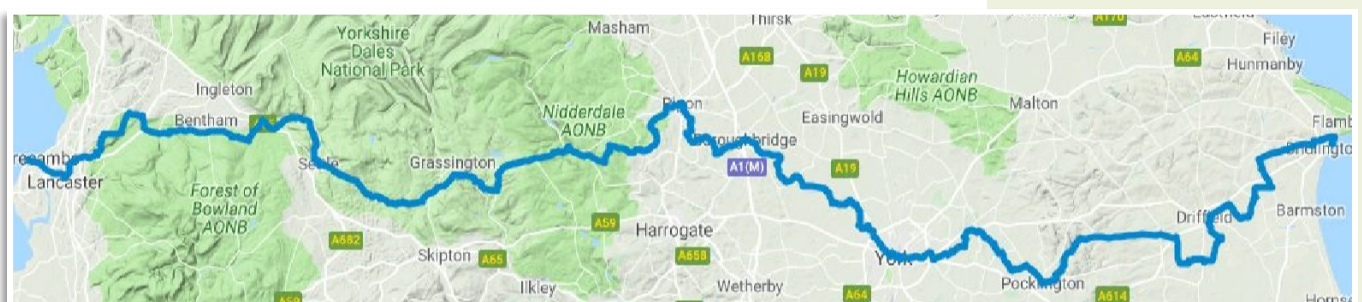 Masham
Thirsk
A170
Yorkshire
Dales
National Park
A168
A19
A64
Filey
Hunmanby
Ingleton
Howardian
Hills AONB
Malton
Nidderdale
AONB
Easingwold
Bentham
A1(M)
A19
Grassington
Lancaster
Forest of
Bowland
AONB
A682
A59
Harrogate
Driffield
Barmston
Skipton
A65
A658
York
Pocklington
Ilkley
Wetherby
A64
A614
A59